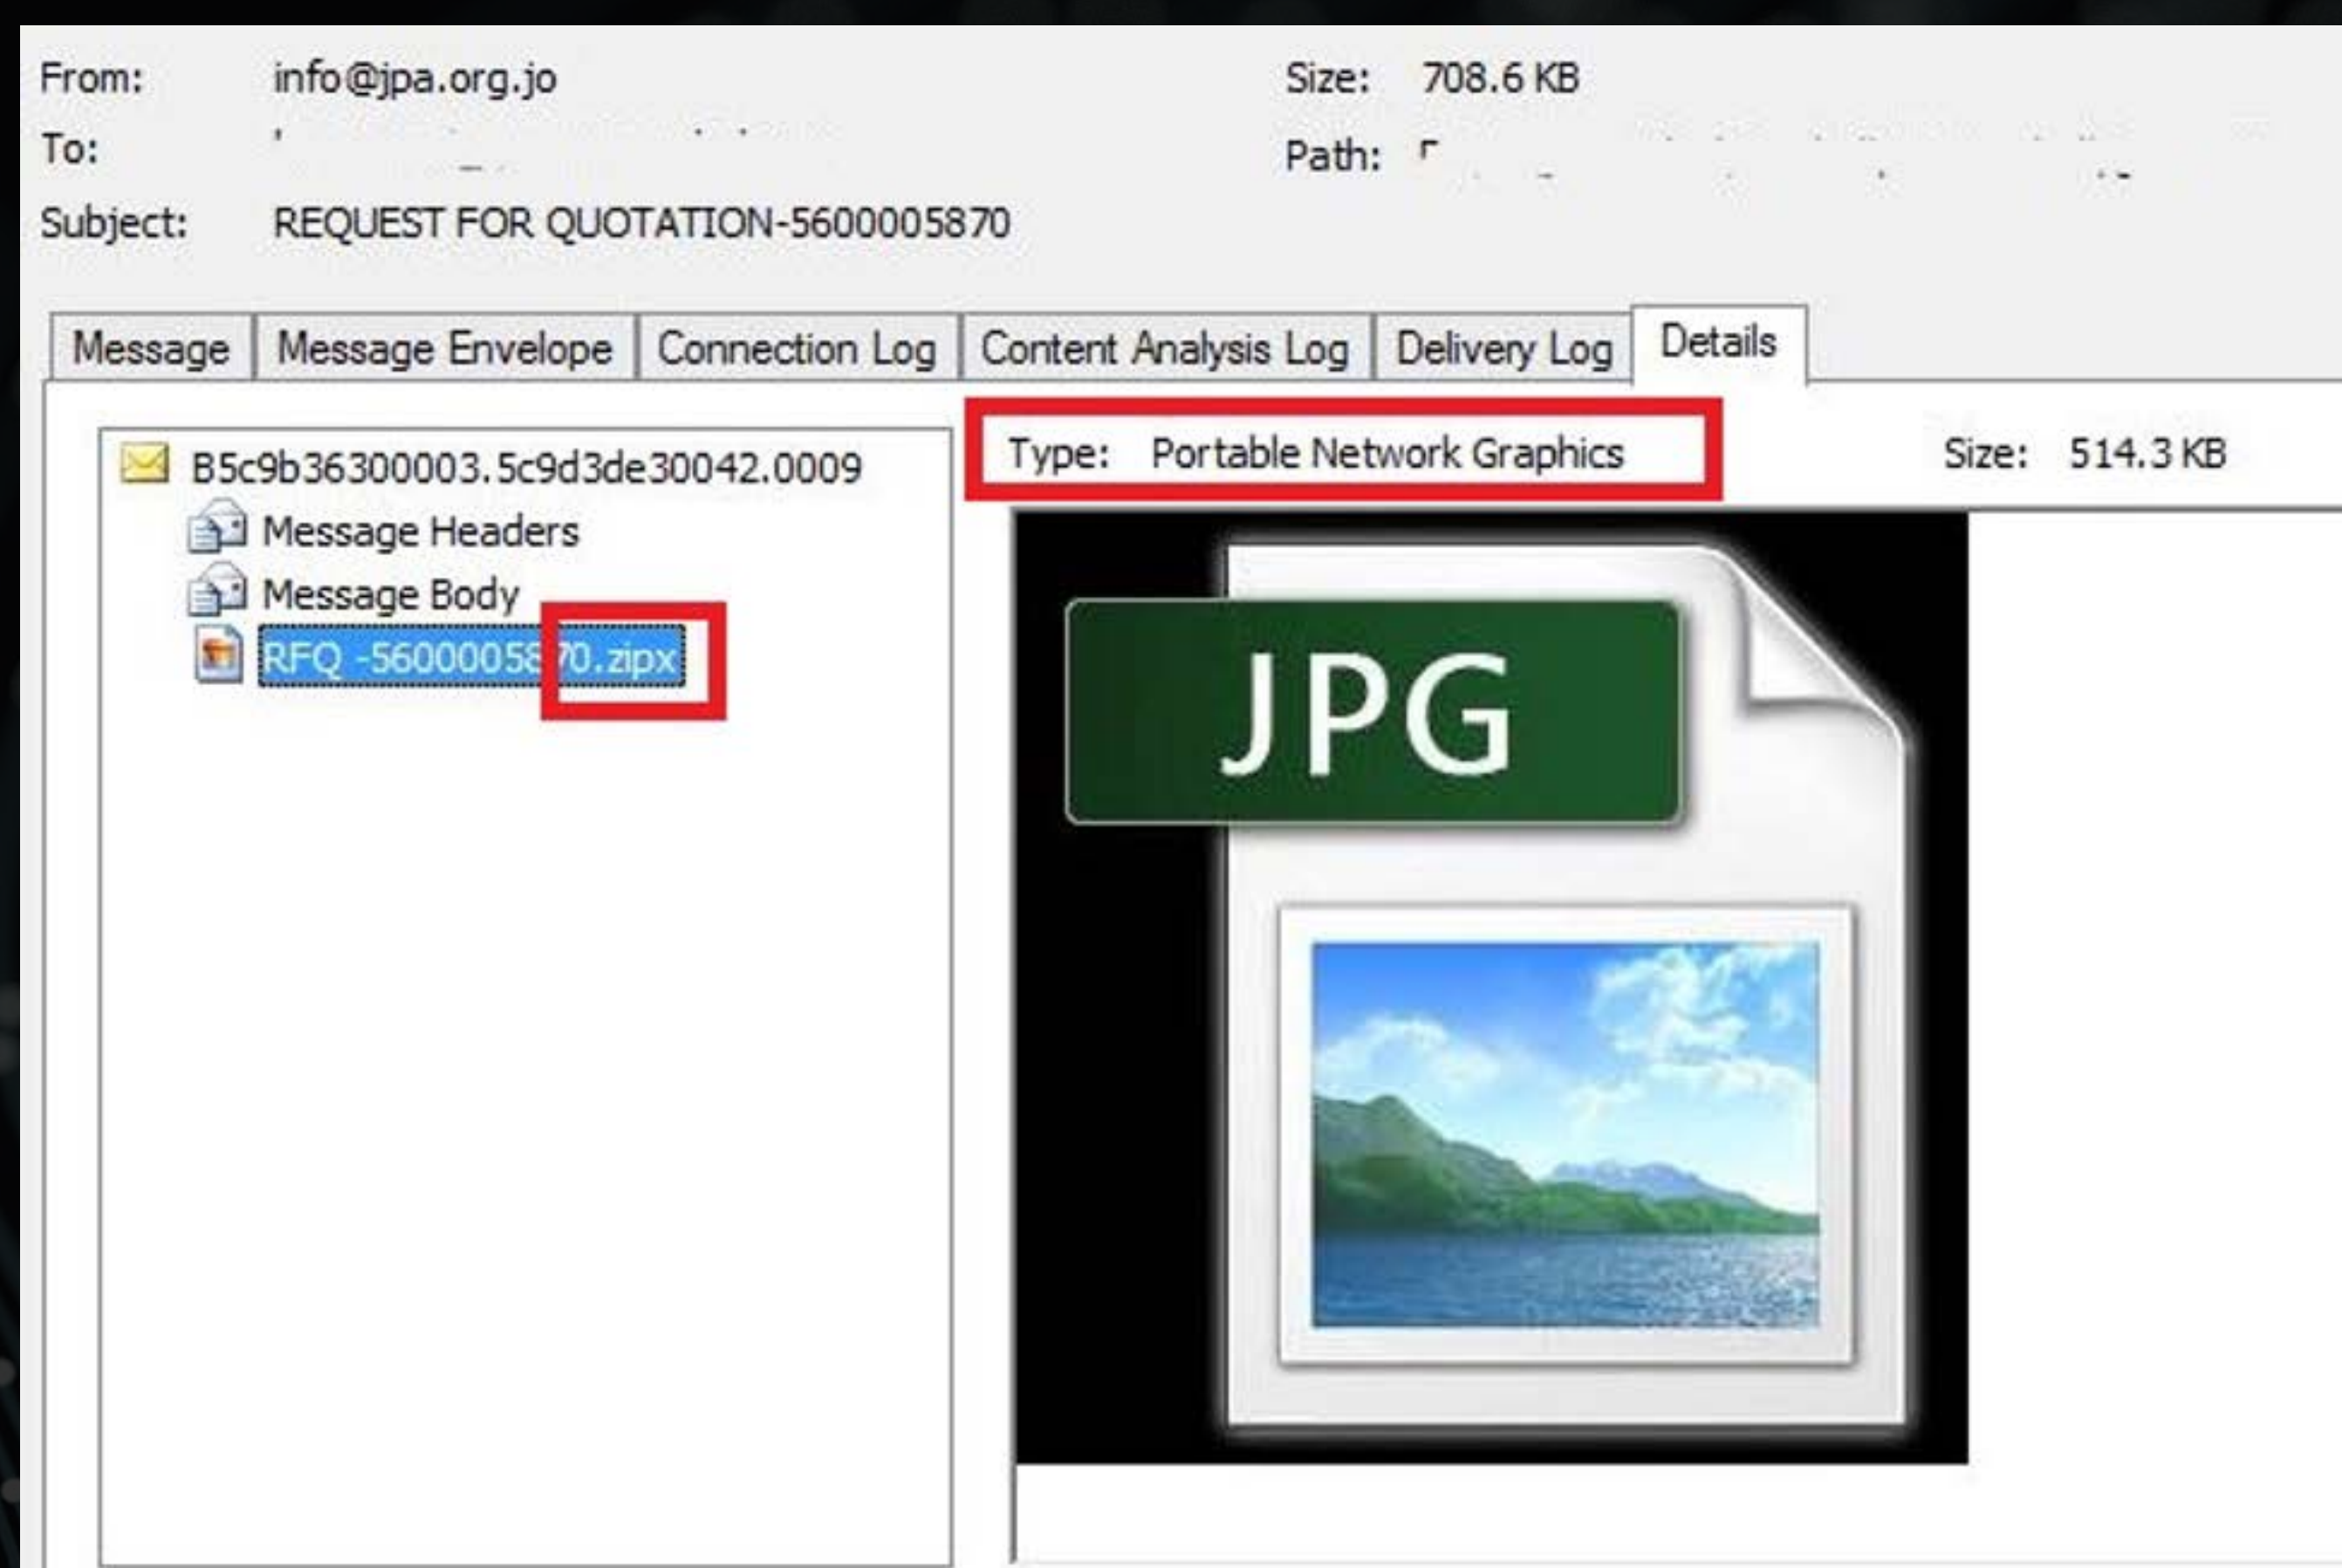 From: info@jpa.org.jo Size: 708.6 KB
To: Path:
Subject: REQUEST FOR QUOTATION-5600005870
Message Message Envelope Connection Log Content Analysis Log Delivery Log Details
B5c9b36300003.5c9d3de30042.0009
Message Headers
Message Body
RFQ -5600005870.zipx
Type: Portable Network Graphics Size: 514.3 KB
JPG